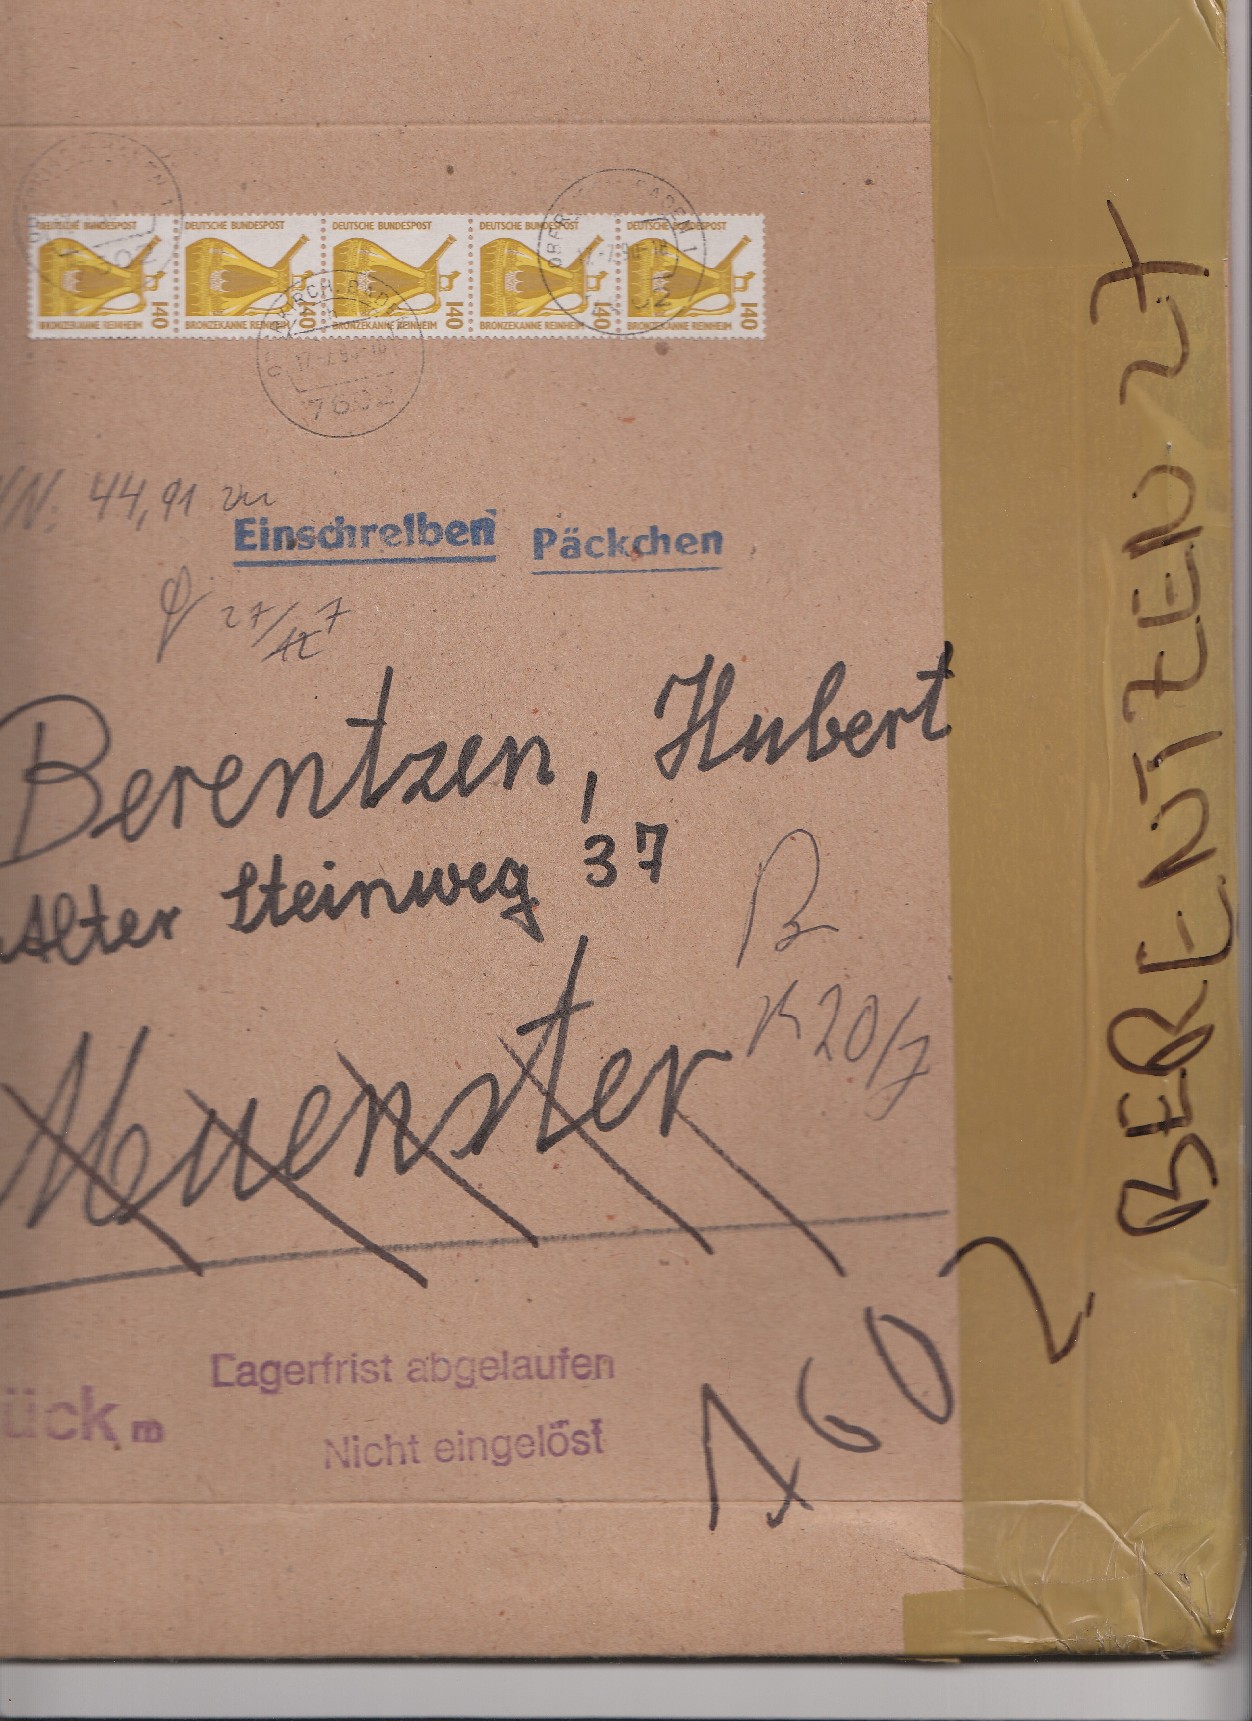 DEUTSCHE BUNDESPOST DEUTSCHE BUNDESPOST DEUTSCHE BUNDESPOST DEUTSCHE BUNDESPOST DEUTSCHE BUNDESPOST
140 140 140 140 140
BRONZEKANNE REINHEIM BRONZEKANNE REINHEIM BRONZEKANNE REINHEIM BRONZEKANNE REINHEIM BRONZEKANNE REINHEIM
7602
44,91
Einschreiben Päckchen
27/7
Berentzen, Hubert
Alter Steinweg 37
20/7
Muenster
BERENTZEN 27
Lagerfrist abgelaufen
ück
Nicht eingelöst
7602